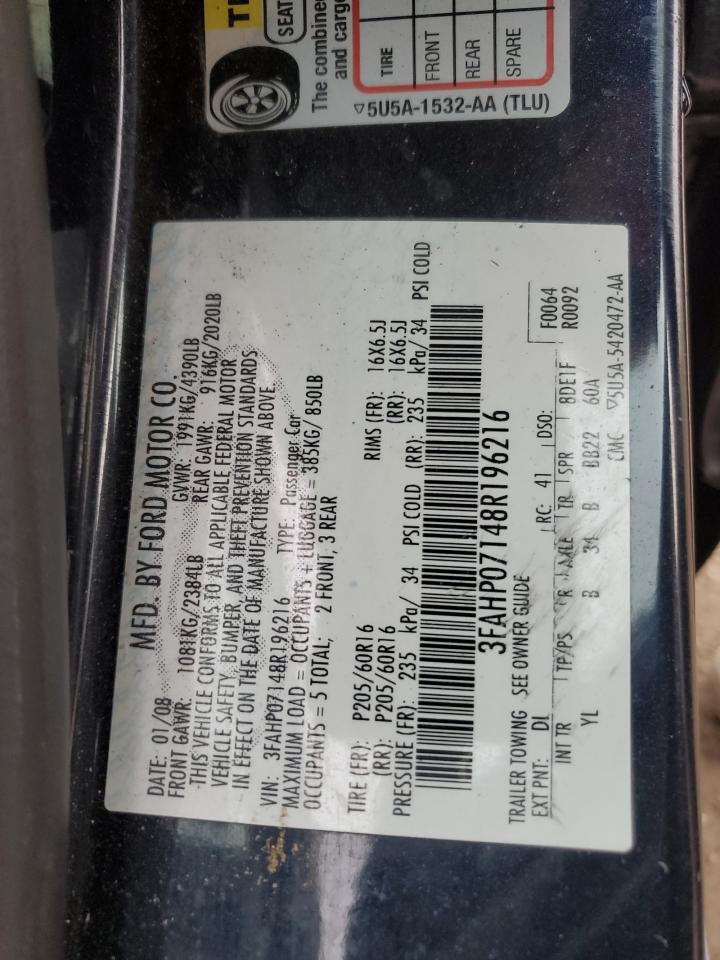 TI
SEAT
The combine
and cargo
TIRE
FRONT
REAR
SPARE
▽5U5A-1532-AA (TLU)
MFD. BY FORD MOTOR CO.
DATE: 01/08 GVWR: 1991KG/4390LB
FRONT GAWR: 1081KG/2384LB REAR GAWR: 916KG/2020LB
THIS VEHICLE CONFORMS TO ALL APPLICABLE FEDERAL MOTOR
VEHICLE SAFETY, BUMPER, AND THEFT PREVENTION STANDARDS
IN EFFECT ON THE DATE OF MANUFACTURE SHOWN ABOVE.
VIN: 3FAHP07148R196216 TYPE: Passenger Car
MAXIMUM LOAD = OCCUPANTS + LUGGAGE = 385KG/ 850LB
OCCUPANTS = 5 TOTAL, 2 FRONT, 3 REAR
TIRE (FR): P205/60R16 RIMS (FR): 16X6.5J
(RR): P205/60R16 (RR): 16X6.5J
PRESSURE (FR): 235 kPa/ 34 PSI COLD (RR): 235 kPa/ 34 PSI COLD
3FAHP07148R196216
TRAILER TOWING SEE OWNER GUIDE
EXT PNT: DL RC: 41 DSO: F0064
R0092
INT TR TP/PS R AXLE TR SPR 8DE1F
YL B 34 B BB22 60A
CMC ▽5U5A-5420472-AA